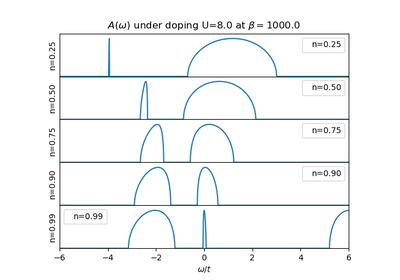 A(ω) under doping U=8.0 at β = 1000.0
n=0.25
n=0.25
n=0.50
n=0.50
n=0.75
n=0.75
n=0.90
n=0.90
n=0.99
n=0.99
−6 −4 −2 0 2 4 6
ω/t